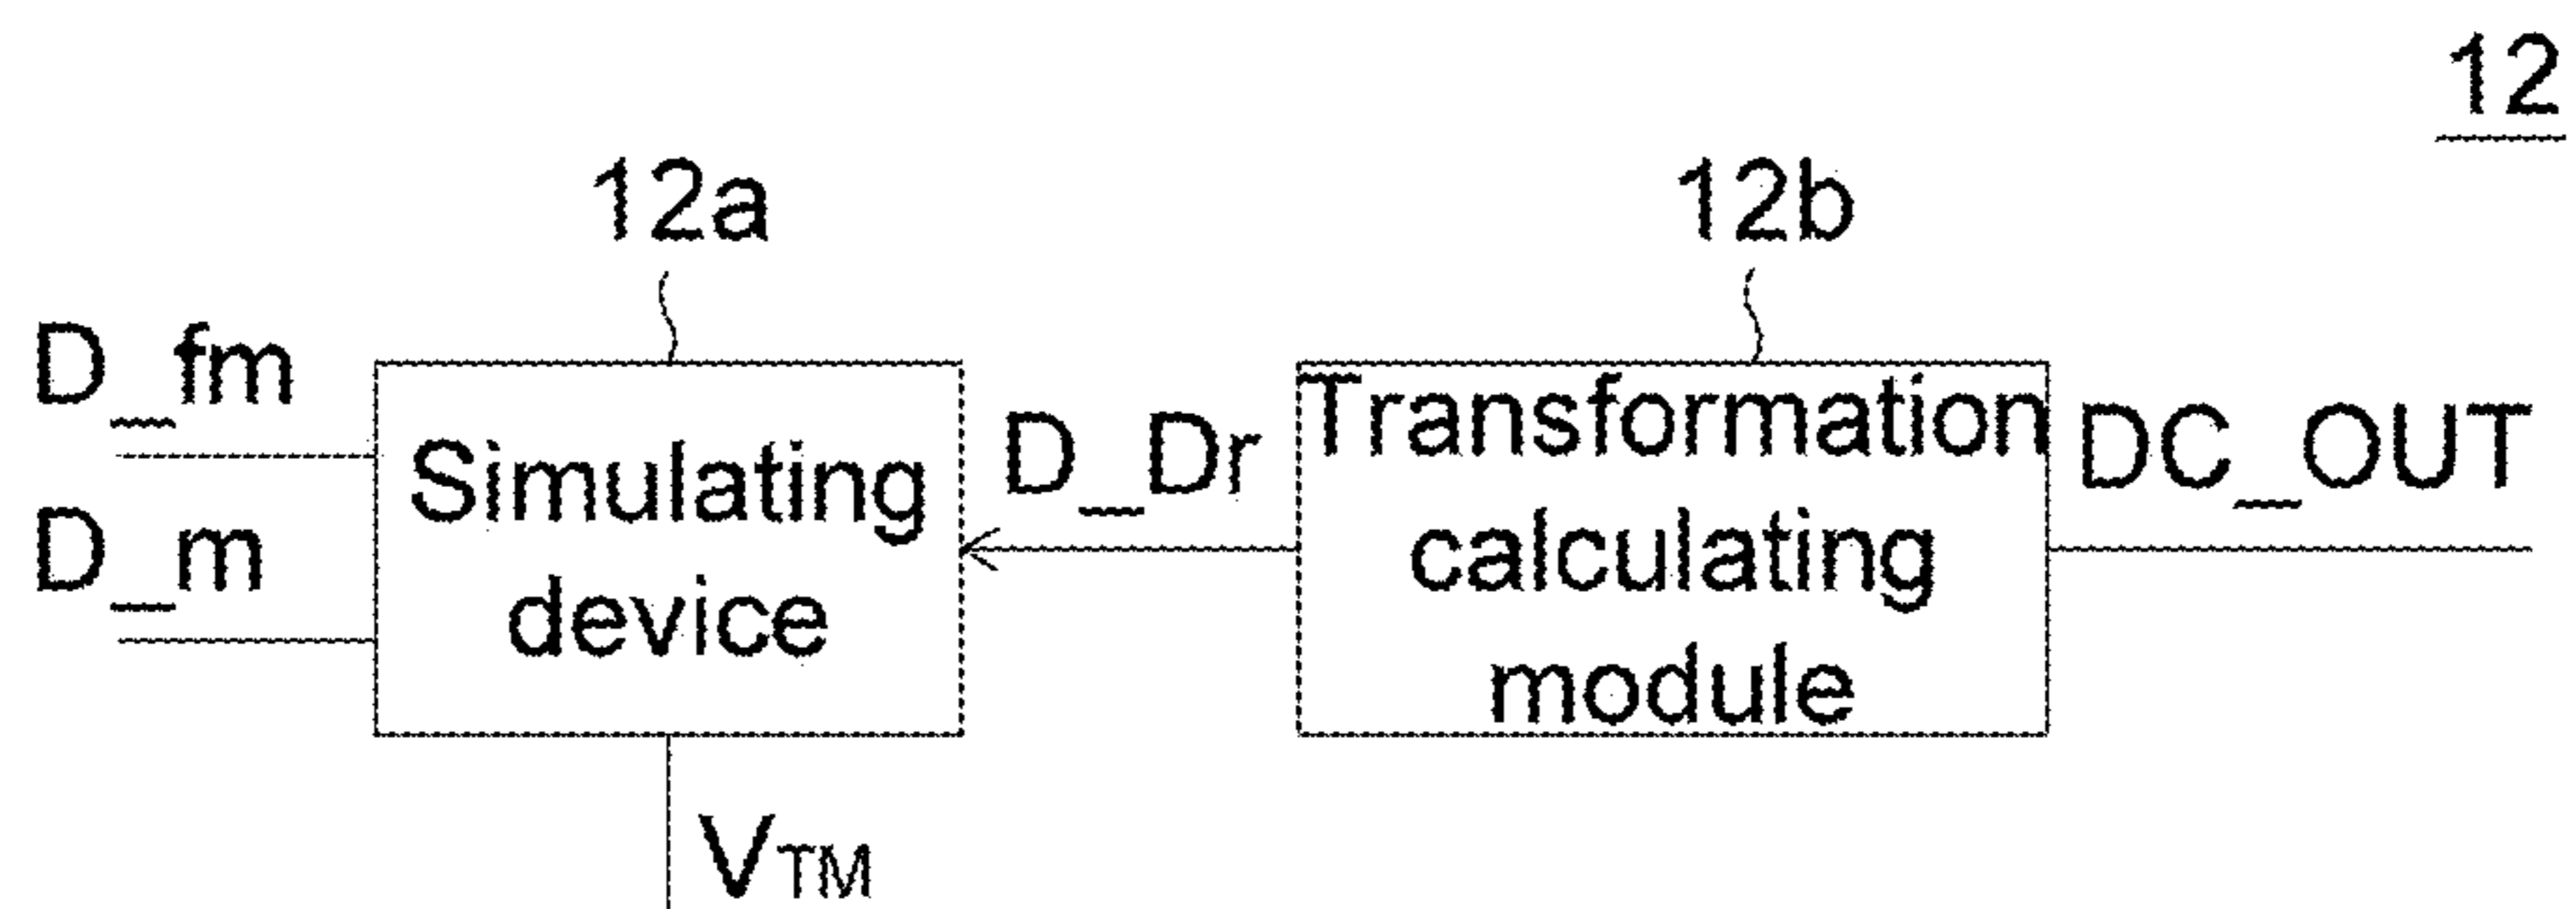 12
12a
12b
D_fm
D_m
Simulating
device
D_Dr
Transformation
calculating
module
DC_OUT
VTM